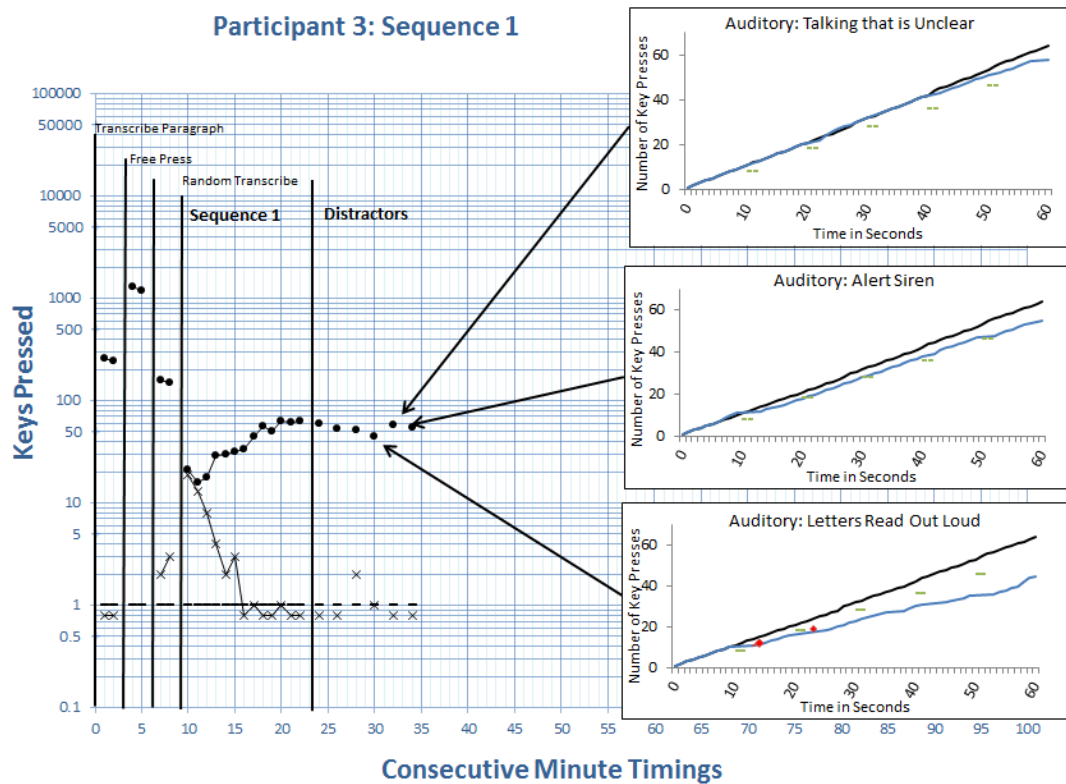 Participant 3: Sequence 1
Keys Pressed
100000
50000
10000
5000
1000
500
100
50
10
5
1
0.5
0.1
Transcribe Paragraph
Free Press
Random Transcribe
Sequence 1
Distractors
0 5 10 15 20 25 30 35 40 45 50 55 60 65 70 75 80 85 90 95 100
Consecutive Minute Timings
Auditory: Talking that is Unclear
Number of Key Presses
60
40
20
0
0 10 20 30 40 50 60
Time in Seconds
Auditory: Alert Siren
Number of Key Presses
60
40
20
0
0 10 20 30 40 50 60
Time in Seconds
Auditory: Letters Read Out Loud
Number of Key Presses
60
40
20
0
0 10 20 30 40 50 60
Time in Seconds